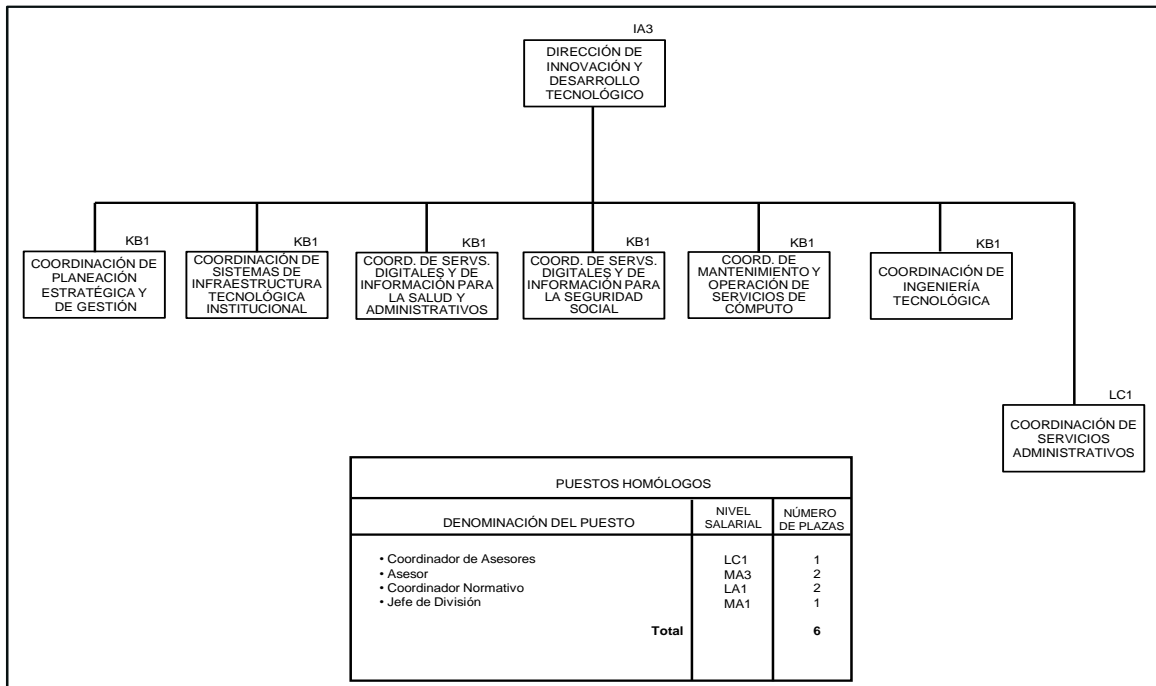 IA3
DIRECCIÓN DE
INNOVACIÓN Y
DESARROLLO
TECNOLÓGICO
KB1
COORDINACIÓN DE
PLANEACIÓN
ESTRATÉGICA Y
DE GESTIÓN
KB1
COORDINACIÓN DE
SISTEMAS DE
INFRAESTRUCTURA
TECNOLÓGICA
INSTITUCIONAL
KB1
COORD. DE SERVS.
DIGITALES Y DE
INFORMACIÓN PARA
LA SALUD Y
ADMINISTRATIVOS
KB1
COORD. DE SERVS.
DIGITALES Y DE
INFORMACIÓN PARA
LA SEGURIDAD
SOCIAL
KB1
COORD. DE
MANTENIMIENTO Y
OPERACIÓN DE
SERVICIOS DE
CÓMPUTO
KB1
COORDINACIÓN DE
INGENIERÍA
TECNOLÓGICA
LC1
COORDINACIÓN DE
SERVICIOS
ADMINISTRATIVOS
PUESTOS HOMÓLOGOS
DENOMINACIÓN DEL PUESTO NIVEL SALARIAL NÚMERO DE PLAZAS
• Coordinador de Asesores LC1 1
• Asesor MA3 2
• Coordinador Normativo LA1 2
• Jefe de División MA1 1
Total 6